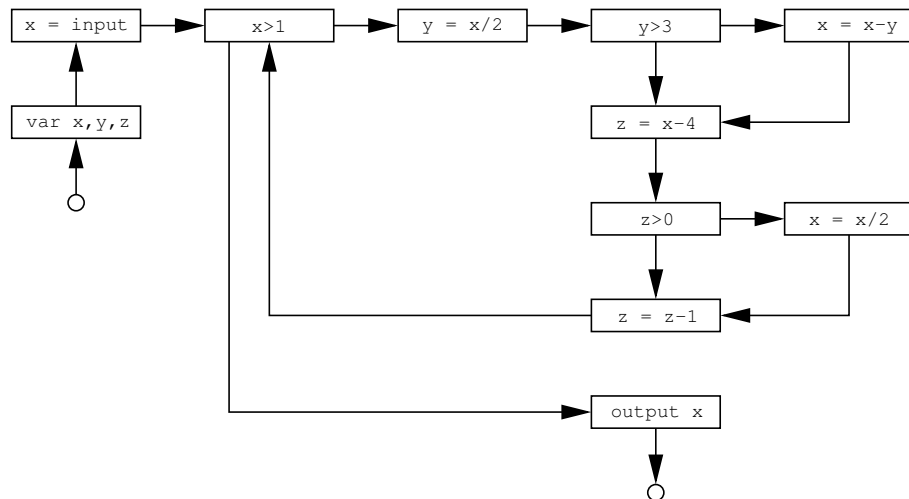 x = input
x>1
y = x/2
y>3
x = x−y
var x,y,z
z = x−4
z>0
x = x/2
z = z−1
output x